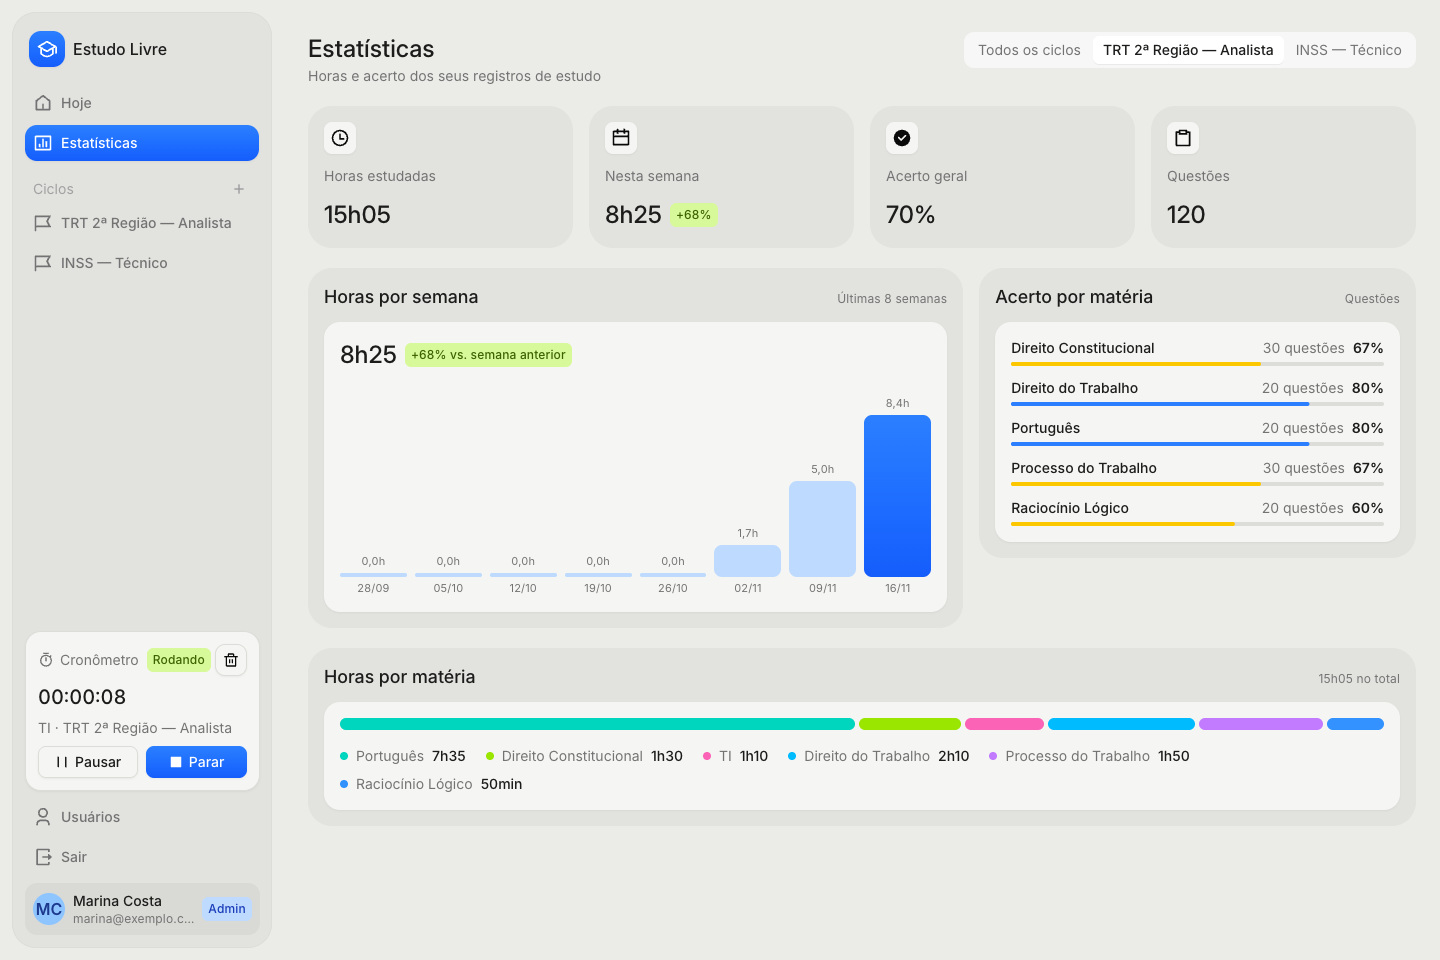 Estudo Livre
Hoje
Estatísticas
Ciclos
TRT 2ª Região — Analista
INSS — Técnico
Cronômetro
Rodando
00:00:08
TI · TRT 2ª Região — Analista
Pausar
Parar
Usuários
Sair
MC
Marina Costa
marina@exemplo.c...
Admin
Estatísticas
Horas e acerto dos seus registros de estudo
Todos os ciclos
TRT 2ª Região — Analista
INSS — Técnico
Horas estudadas
15h05
Nesta semana
8h25 +68%
Acerto geral
70%
Questões
120
Horas por semana
Últimas 8 semanas
8h25 +68% vs. semana anterior
0,0h
0,0h
0,0h
0,0h
0,0h
1,7h
5,0h
8,4h
28/09
05/10
12/10
19/10
26/10
02/11
09/11
16/11
Acerto por matéria
Questões
Direito Constitucional 30 questões 67%
Direito do Trabalho 20 questões 80%
Português 20 questões 80%
Processo do Trabalho 30 questões 67%
Raciocínio Lógico 20 questões 60%
Horas por matéria
15h05 no total
Português 7h35
Direito Constitucional 1h30
TI 1h10
Direito do Trabalho 2h10
Processo do Trabalho 1h50
Raciocínio Lógico 50min